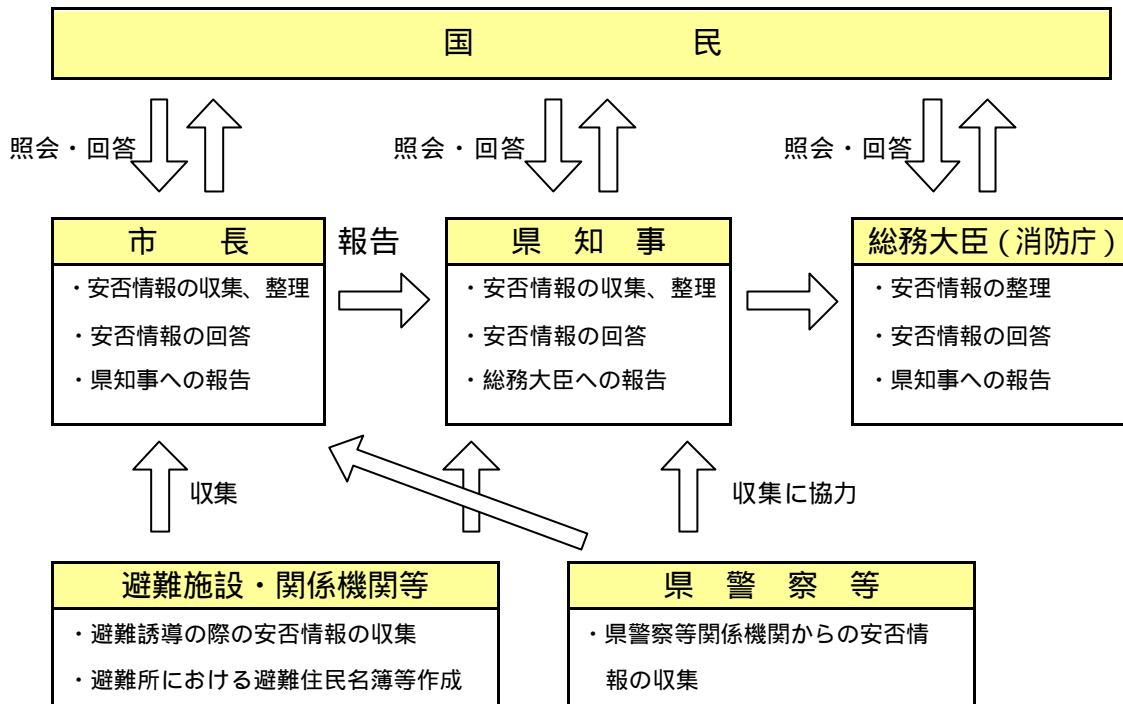 国 民
照会・回答
照会・回答
照会・回答
市 長
・安否情報の収集、整理
・安否情報の回答
・県知事への報告
報告
県 知 事
・安否情報の収集、整理
・安否情報の回答
・総務大臣への報告
総務大臣(消防庁)
・安否情報の整理
・安否情報の回答
・県知事への報告
収集
収集に協力
避難施設・関係機関等
・避難誘導の際の安否情報の収集
・避難所における避難住民名簿等作成
県 警 察 等
・県警察等関係機関からの安否情
報の収集